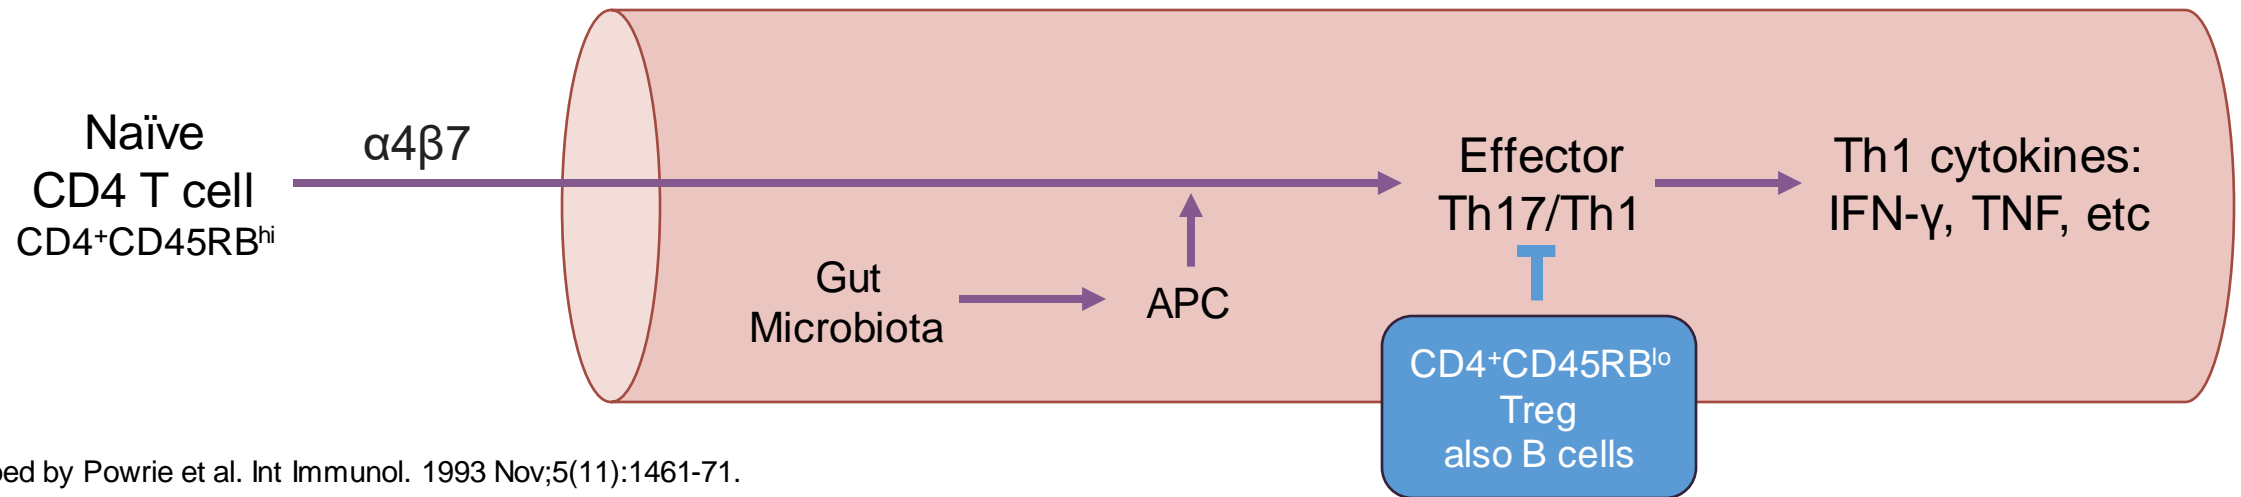 Naïve
CD4 T cell
CD4⁺CD45RBʰⁱ
α4β7
Gut
Microbiota
APC
Effector
Th17/Th1
Th1 cytokines:
IFN-γ, TNF, etc
CD4⁺CD45RBˡᵒ
Treg
also B cells
by Powrie et al. Int Immunol. 1993 Nov;5(11):1461-71.